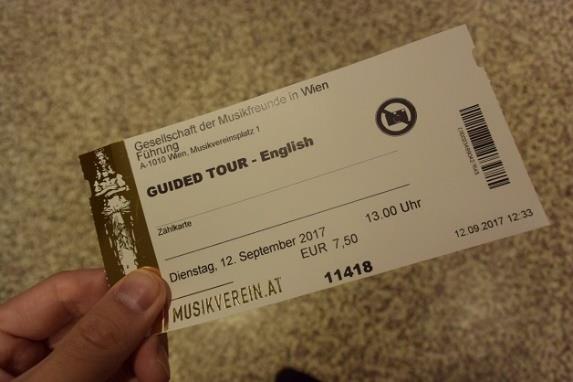 Gesellschaft der Musikfreunde in Wien
Führung
A-1010 Wien, Musikvereinsplatz 1
GUIDED TOUR - English
Zählkarte
Dienstag, 12. September 2017
13.00 Uhr
EUR 7,50
11418
12.09.2017 12:33
MUSIKVEREIN.AT